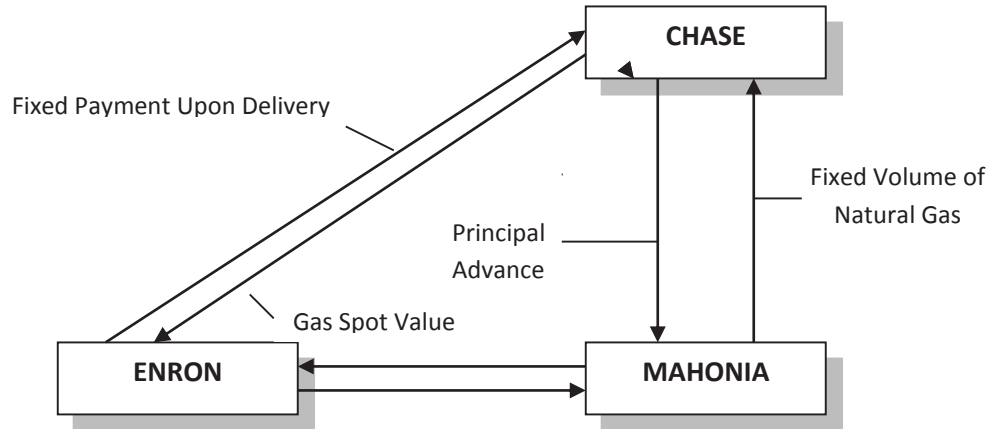 CHASE
Fixed Payment Upon Delivery
Fixed Volume of
Natural Gas
Principal
Advance
Gas Spot Value
ENRON
MAHONIA